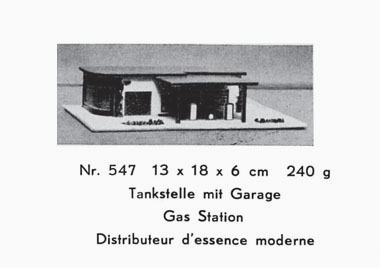 Nr. 547 13 x 18 x 6 cm 240 g
Tankstelle mit Garage
Gas Station
Distributeur d'essence moderne